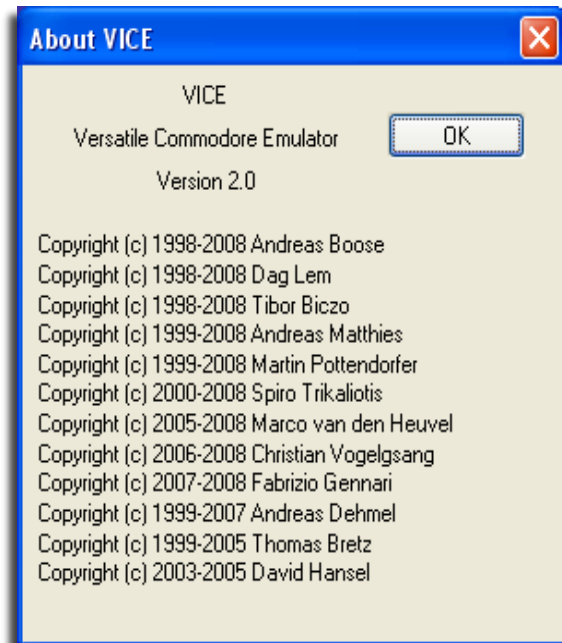 About VICE
VICE
Versatile Commodore Emulator
OK
Version 2.0
Copyright (c) 1998-2008 Andreas Boose
Copyright (c) 1998-2008 Dag Lem
Copyright (c) 1998-2008 Tibor Biczo
Copyright (c) 1999-2008 Andreas Matthies
Copyright (c) 1999-2008 Martin Pottendorfer
Copyright (c) 2000-2008 Spiro Trikaliotis
Copyright (c) 2005-2008 Marco van den Heuvel
Copyright (c) 2006-2008 Christian Vogelgsang
Copyright (c) 2007-2008 Fabrizio Gennari
Copyright (c) 1999-2007 Andreas Dehmel
Copyright (c) 1999-2005 Thomas Bretz
Copyright (c) 2003-2005 David Hansel